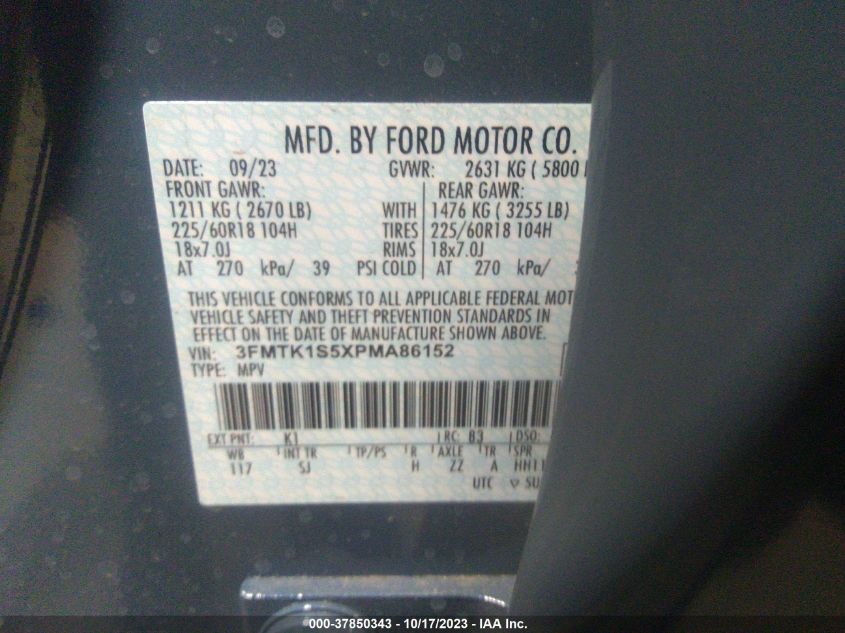 MFD. BY FORD MOTOR CO.
DATE: 09/23 GVWR: 2631 KG ( 5800
FRONT GAWR: REAR GAWR:
1211 KG ( 2670 LB) WITH 1476 KG ( 3255 LB)
225/60R18 104H TIRES 225/60R18 104H
18x7.0J RIMS 18x7.0J
AT 270 kPa/ 39 PSI COLD AT 270 kPa/
THIS VEHICLE CONFORMS TO ALL APPLICABLE FEDERAL MOT
VEHICLE SAFETY AND THEFT PREVENTION STANDARDS IN
EFFECT ON THE DATE OF MANUFACTURE SHOWN ABOVE.
VIN: 3FMTK1S5XPMA86152
TYPE: MPV
EXT PNT: K1 RC: 83 DSO:
WB INT TR TP/PS R AXLE TR SPR
117 SJ H ZZ A HH11
UTC ▽ SU
000-37850343 - 10/17/2023 - IAA Inc.